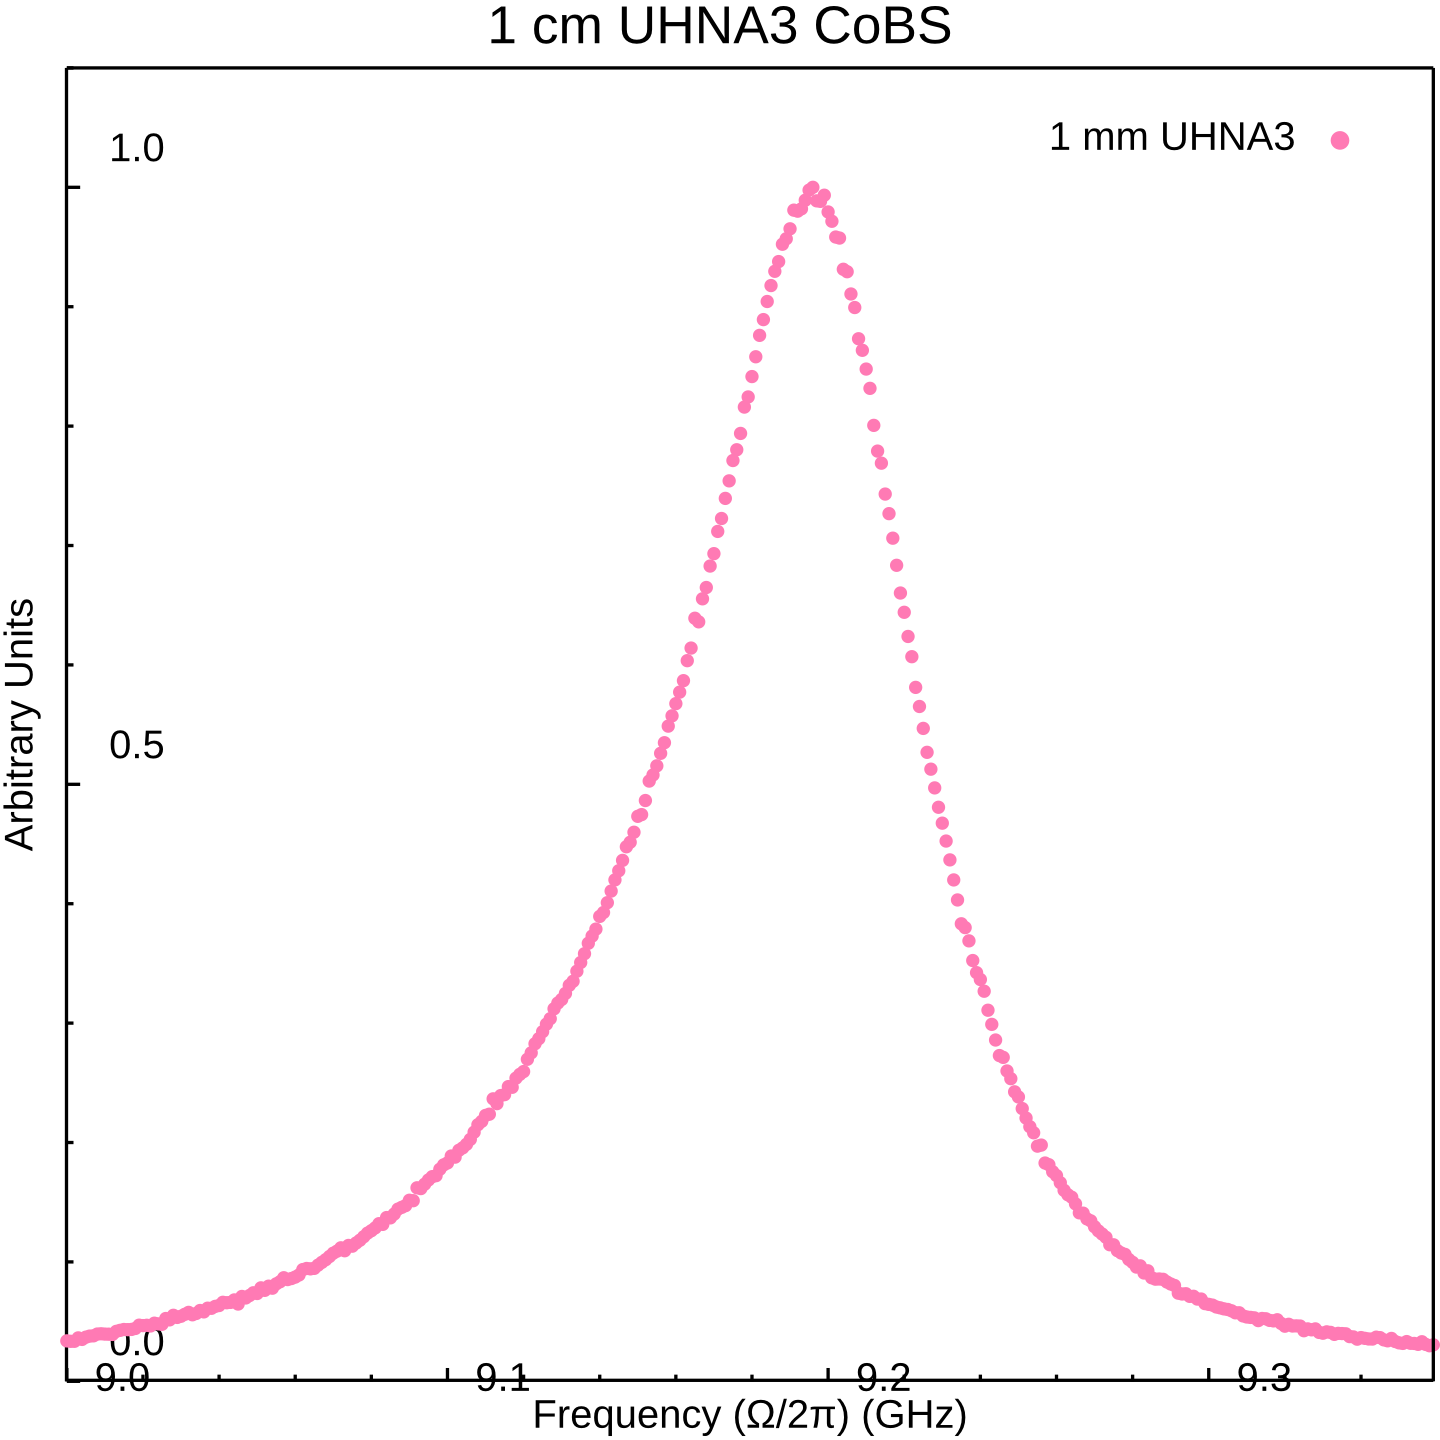 1 cm UHNA3 CoBS
1 mm UHNA3
1.0
0.5
0.0
9.0
9.1
9.2
9.3
Arbitrary Units
Frequency (Ω/2π) (GHz)